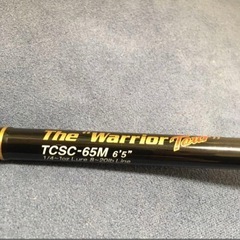 The "Warrior Tour"
TCSC-65M 6'5"
1/4~1oz Lure 8~20lb Line